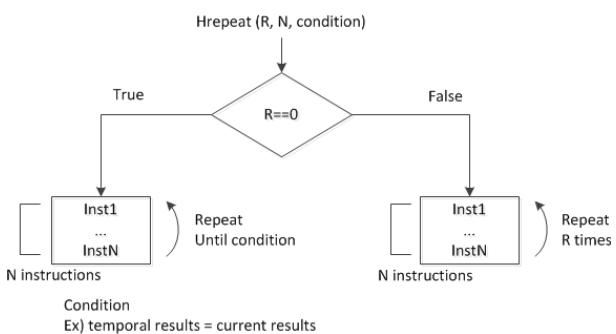 Hrepeat (R, N, condition)
True
False
R==0
Inst1
...
InstN
Repeat
Until condition
N instructions
Inst1
...
InstN
Repeat
R times
N instructions
Condition
Ex) temporal results = current results